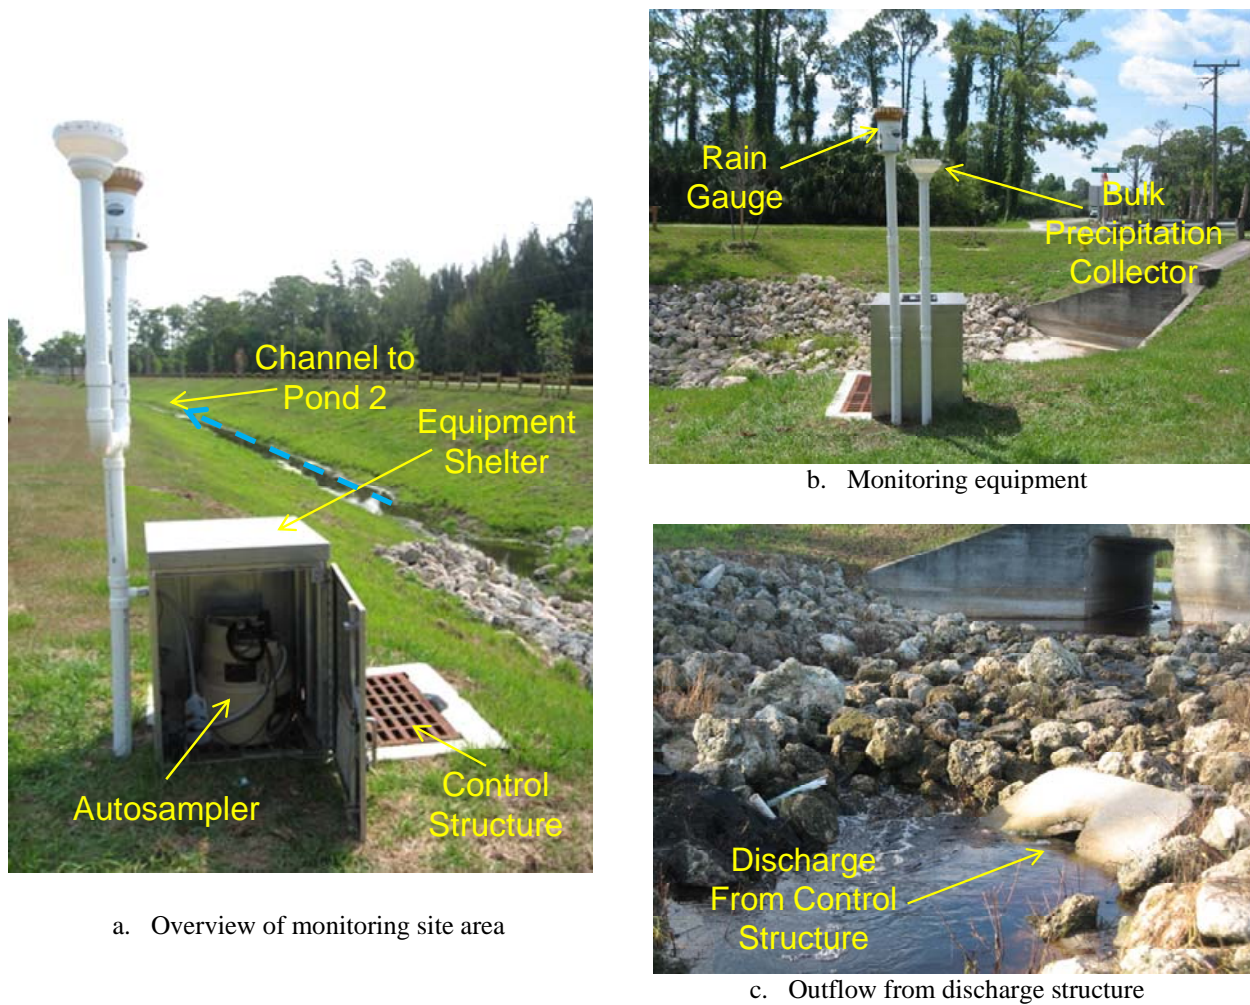 Channel to
Pond 2
Equipment
Shelter
Autosampler
Control
Structure
a. Overview of monitoring site area
Rain
Gauge
Bulk
Precipitation
Collector
b. Monitoring equipment
Discharge
From Control
Structure
c. Outflow from discharge structure